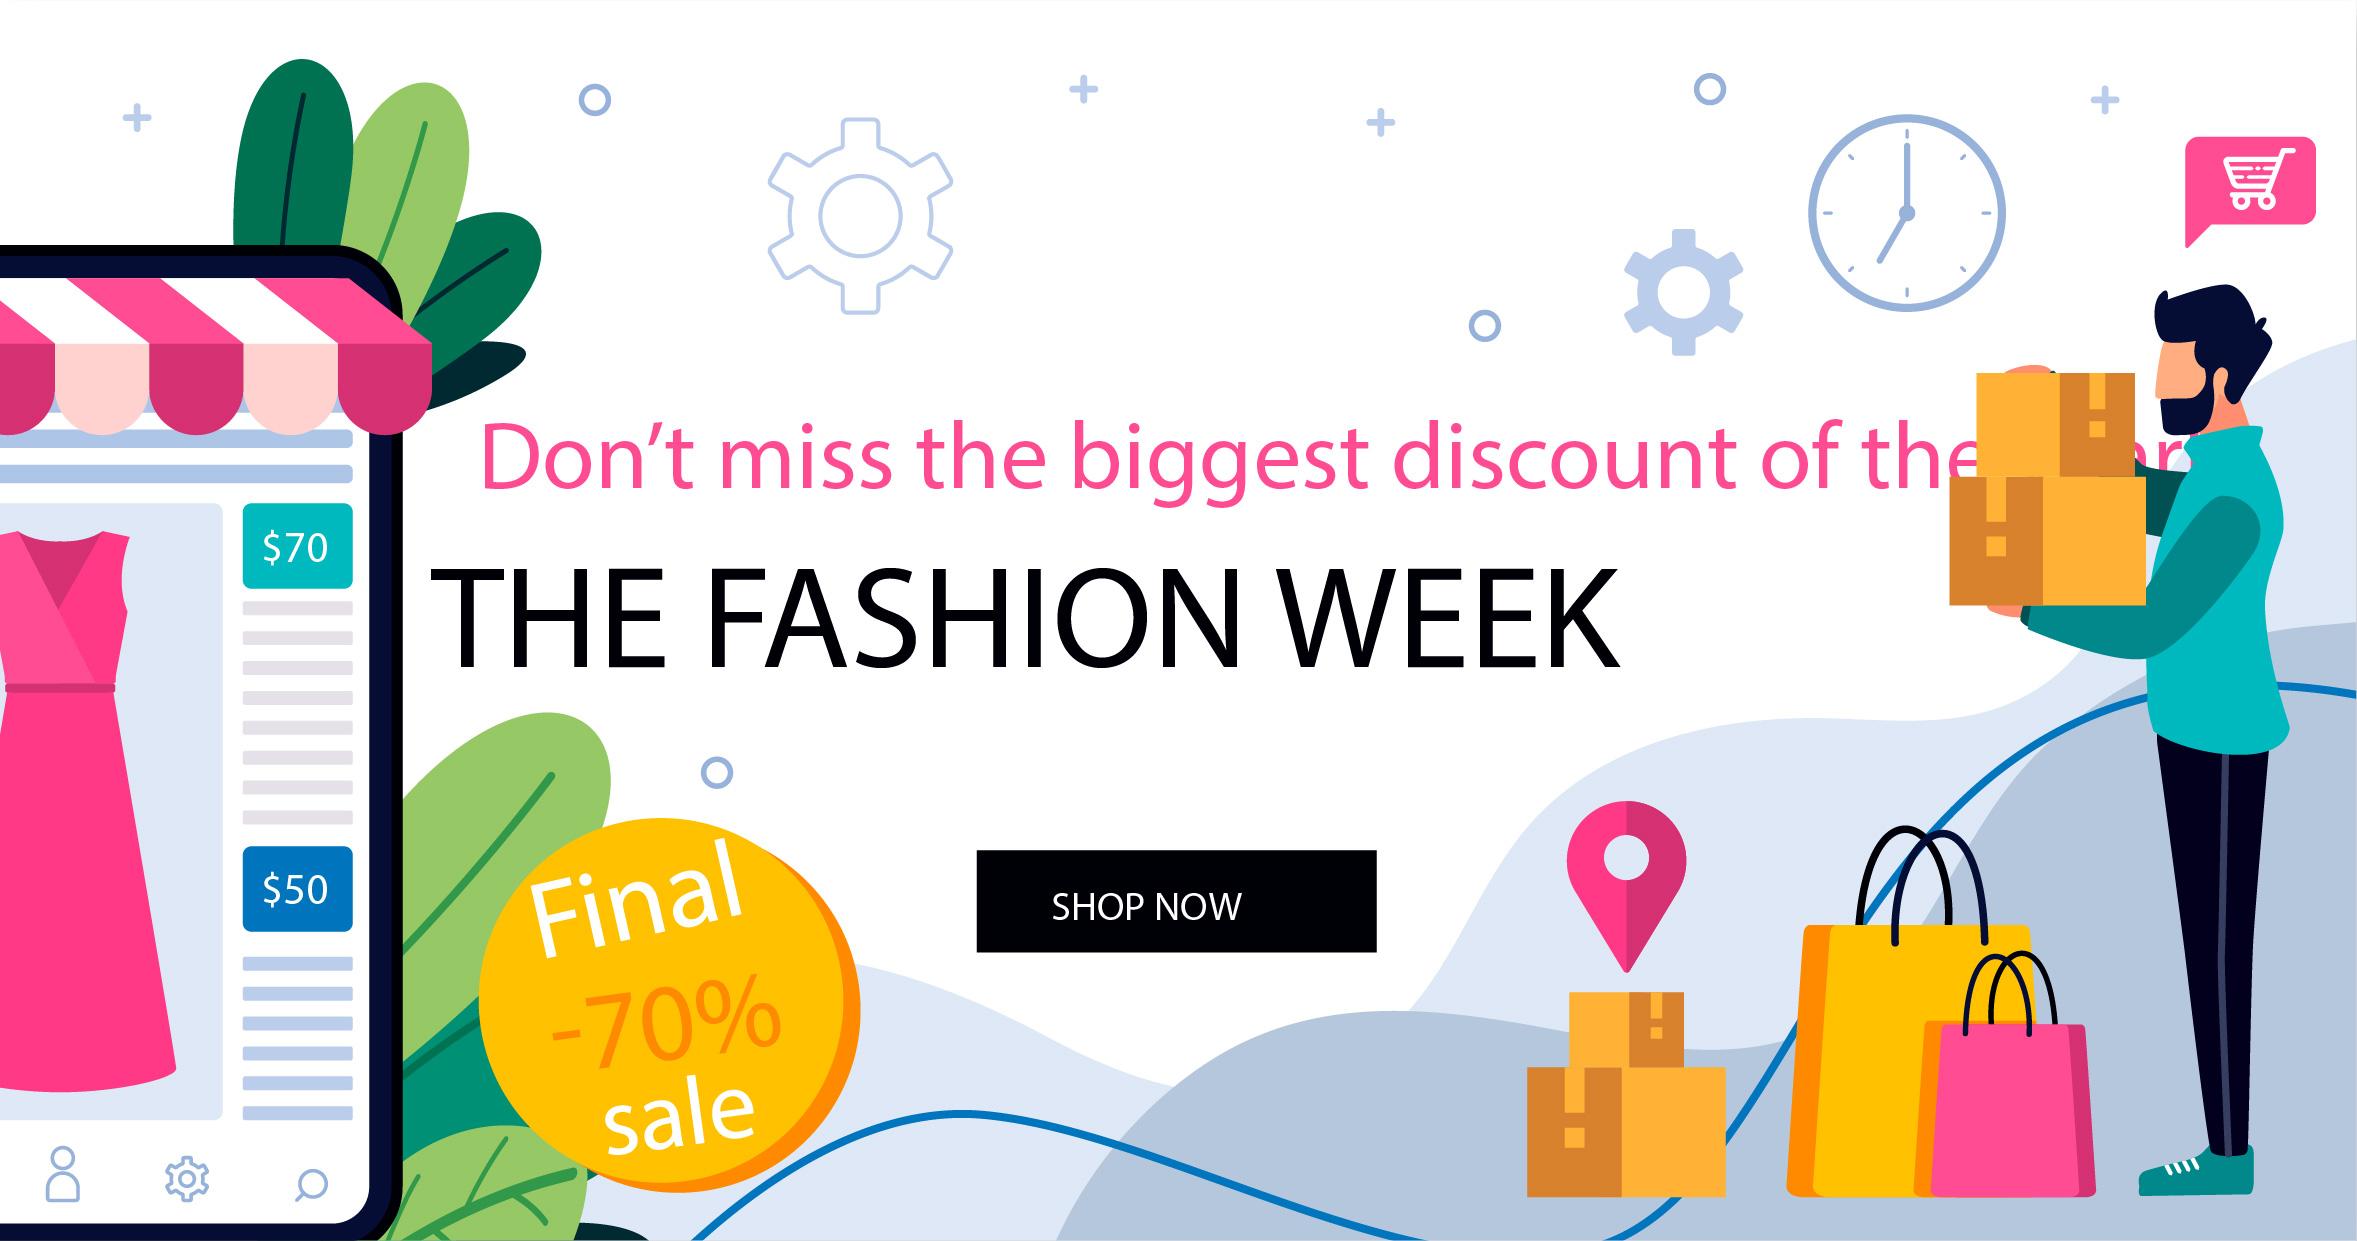 Don’t miss the biggest discount of the
THE FASHION WEEK
$70
$50
Final
-70%
sale
SHOP NOW